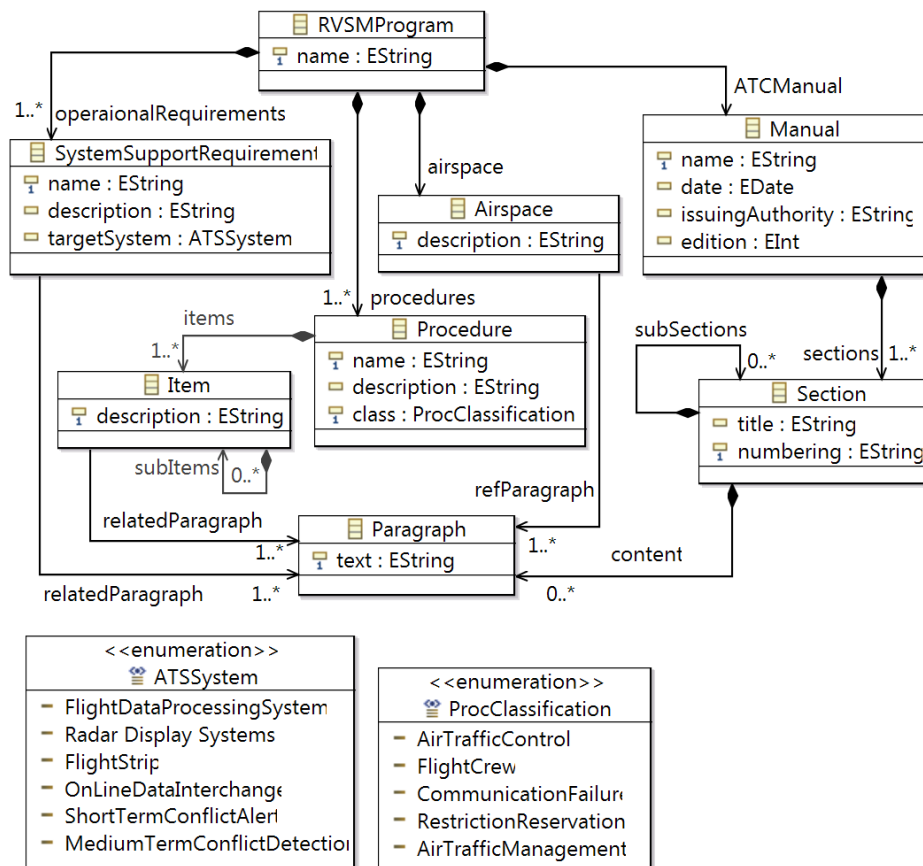 RVSMProgram
name : EString
1..*
operaionalRequirements
ATCManual
airspace
SystemSupportRequirement
name : EString
description : EString
targetSystem : ATSSystem
Airspace
description : EString
Manual
name : EString
date : EDate
issuingAuthority : EString
edition : EInt
1..*
procedures
items
1..*
Procedure
name : EString
description : EString
class : ProcClassification
subSections
0..*
sections
1..*
Item
description : EString
subItems
0..*
Section
title : EString
numbering : EString
relatedParagraph
1..*
refParagraph
1..*
Paragraph
text : EString
content
0..*
relatedParagraph
1..*
<<enumeration>>
ATSSystem
FlightDataProcessingSystem
Radar Display Systems
FlightStrip
OnLineDataInterchange
ShortTermConflictAlert
MediumTermConflictDetection
<<enumeration>>
ProcClassification
AirTrafficControl
FlightCrew
CommunicationFailure
RestrictionReservation
AirTrafficManagement